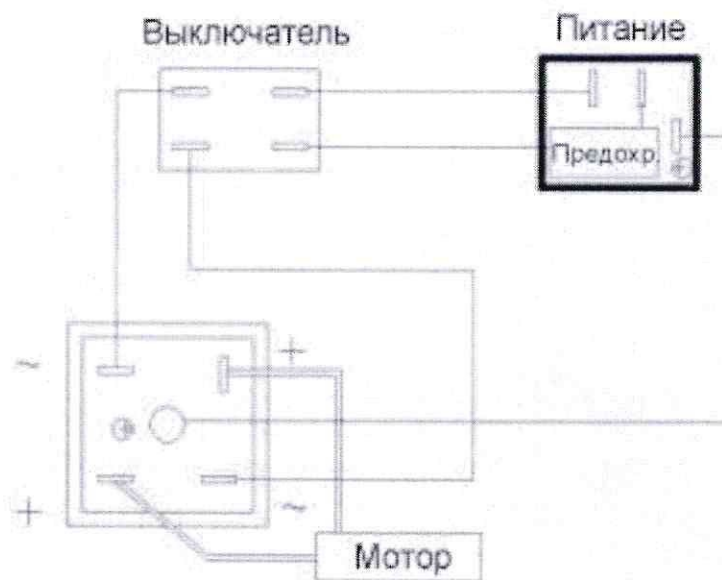 Выключатель
Питание
Предохр.
~
+
+
~
Мотор